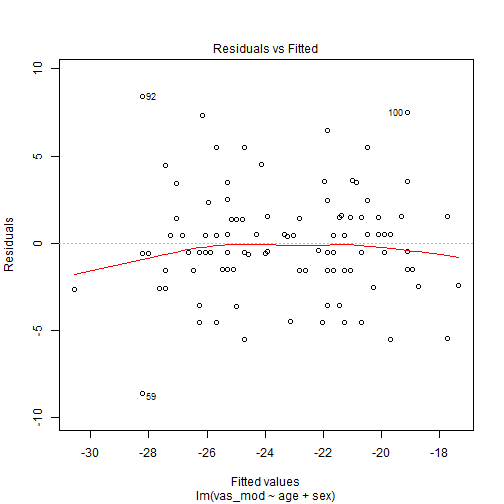 Residuals vs Fitted
10
5
0
-5
-10
Residuals
92
100
59
-30 -28 -26 -24 -22 -20 -18
Fitted values
lm(vas_mod ~ age + sex)